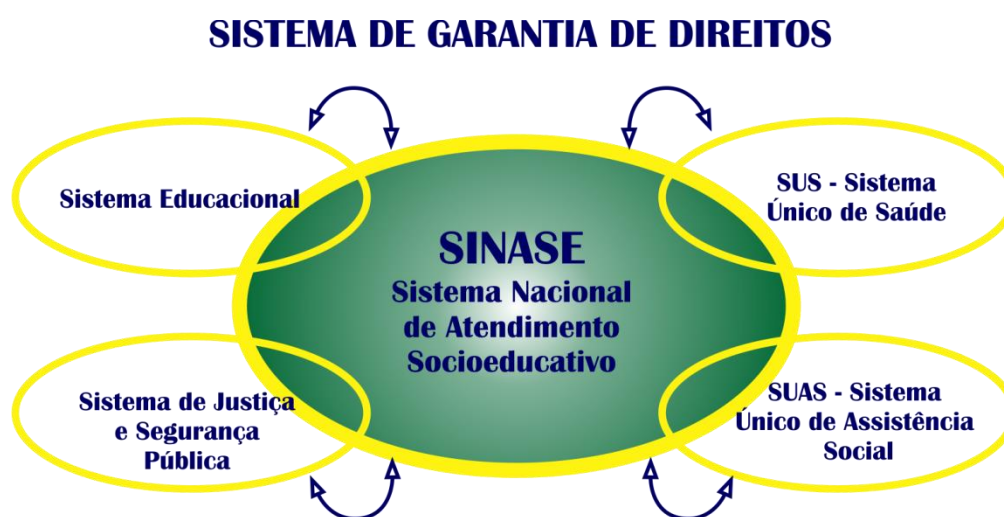 SISTEMA DE GARANTIA DE DIREITOS
Sistema Educacional
SUS - Sistema
Único de Saúde
SINASE
Sistema Nacional
de Atendimento
Socioeducativo
Sistema de Justiça
e Segurança
Pública
SUAS - Sistema
Único de Assistência
Social